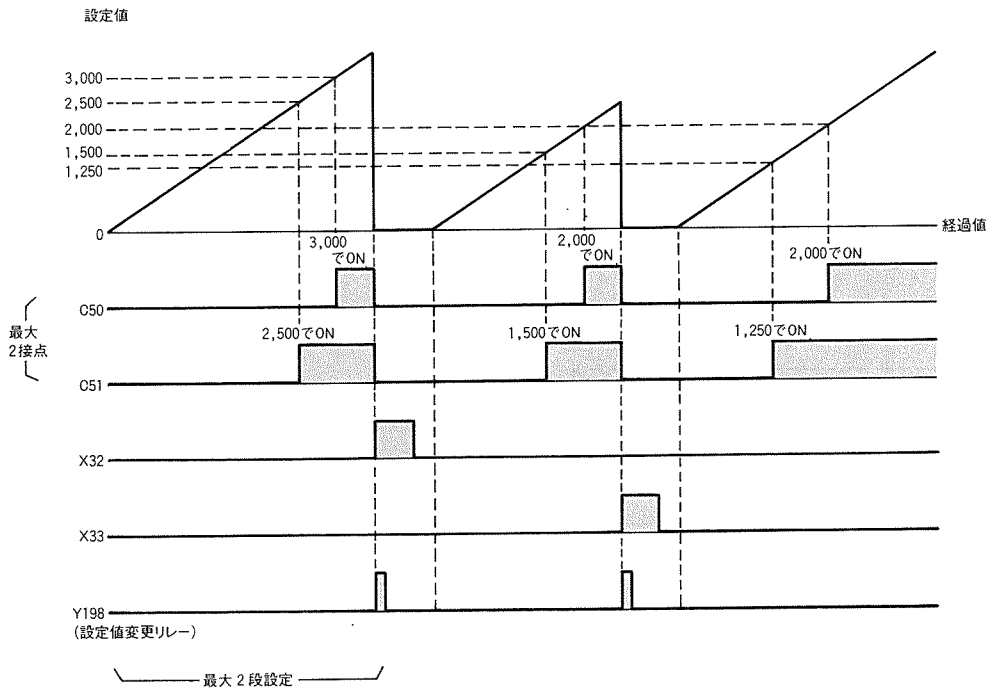 設定値
3,000
2,500
2,000
1,500
1,250
0
経過値
3,000
でON
2,000
でON
2,000でON
C50
最大
2接点
2,500でON
1,500でON
1,250でON
C51
X32
X33
Y198
(設定値変更リレー)
最大2段設定